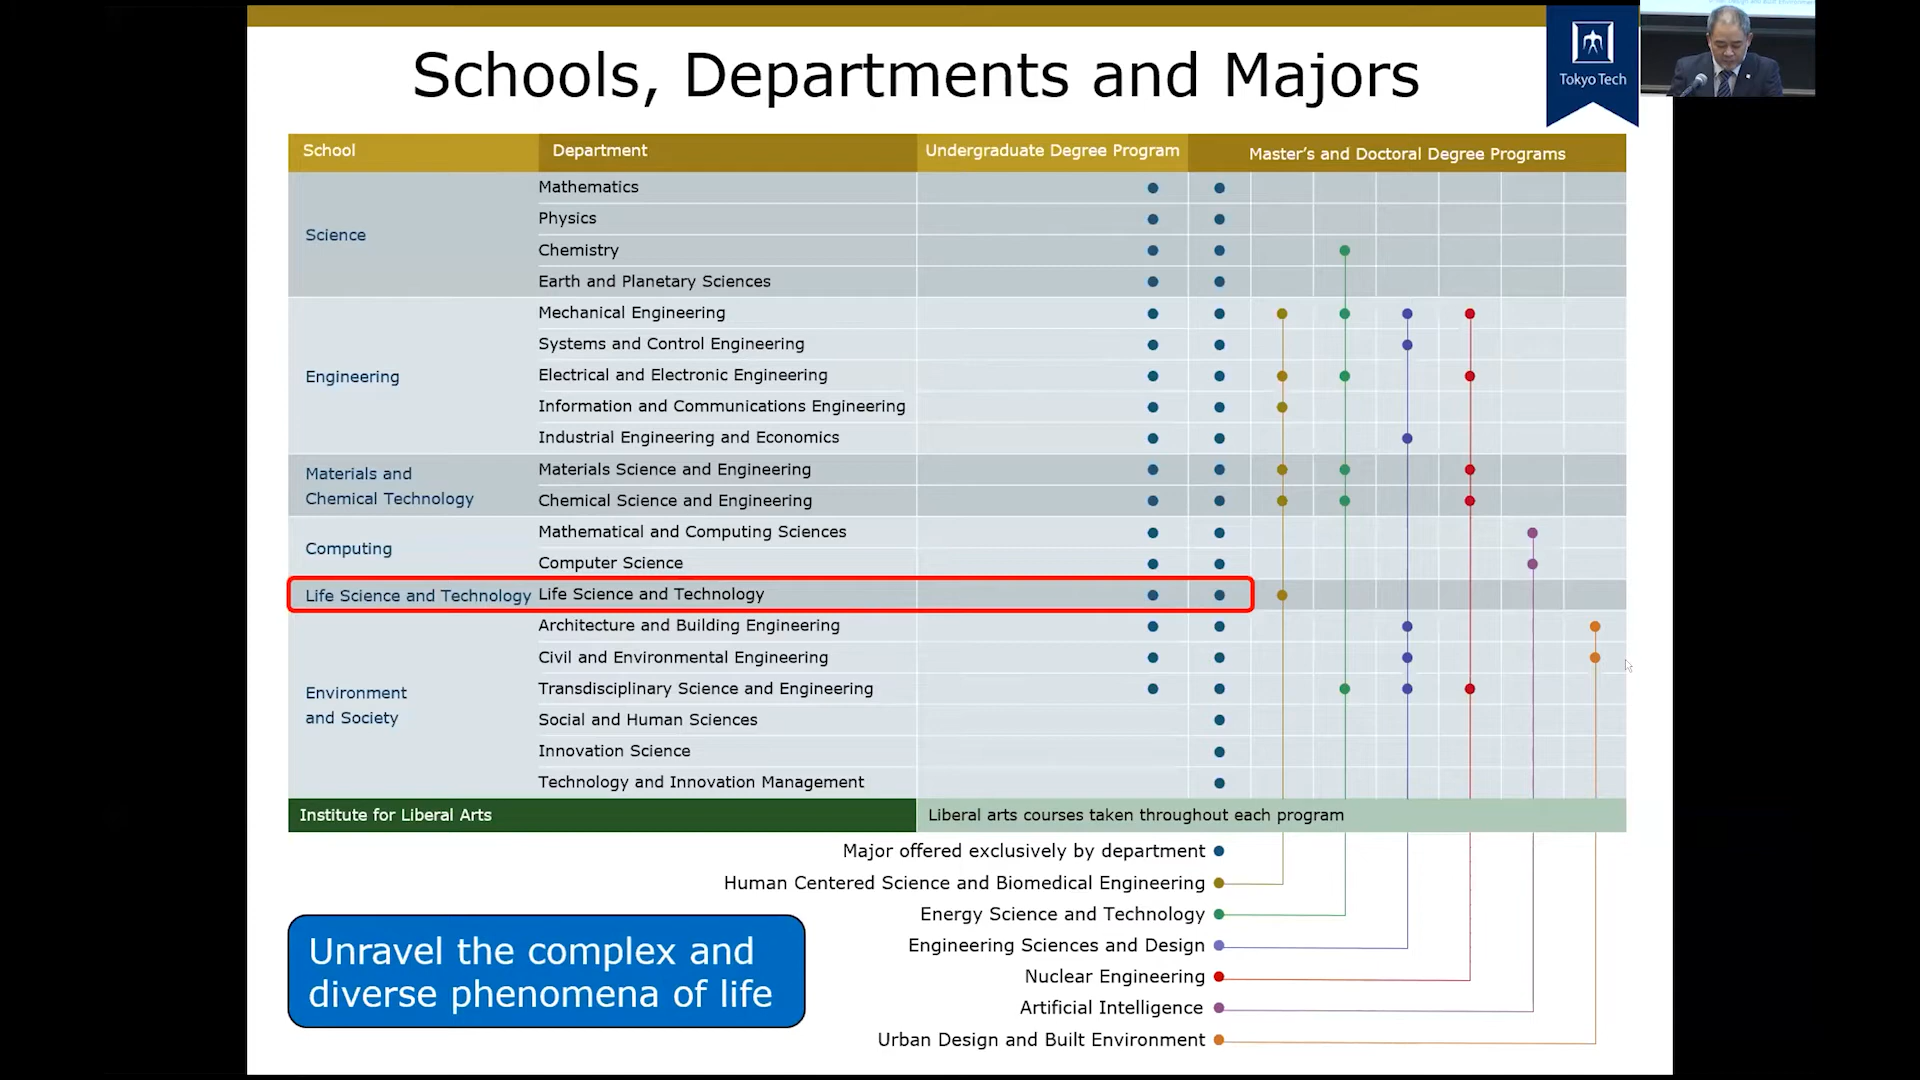 Schools, Departments and Majors
Tokyo Tech
School
Department
Undergraduate Degree Program
Master's and Doctoral Degree Programs
Science
Mathematics
Physics
Chemistry
Earth and Planetary Sciences
Engineering
Mechanical Engineering
Systems and Control Engineering
Electrical and Electronic Engineering
Information and Communications Engineering
Industrial Engineering and Economics
Materials and
Chemical Technology
Materials Science and Engineering
Chemical Science and Engineering
Computing
Mathematical and Computing Sciences
Computer Science
Life Science and Technology
Life Science and Technology
Environment
and Society
Architecture and Building Engineering
Civil and Environmental Engineering
Transdisciplinary Science and Engineering
Social and Human Sciences
Innovation Science
Technology and Innovation Management
Institute for Liberal Arts
Liberal arts courses taken throughout each program
Major offered exclusively by department
Human Centered Science and Biomedical Engineering
Energy Science and Technology
Engineering Sciences and Design
Nuclear Engineering
Artificial Intelligence
Urban Design and Built Environment
Unravel the complex and
diverse phenomena of life